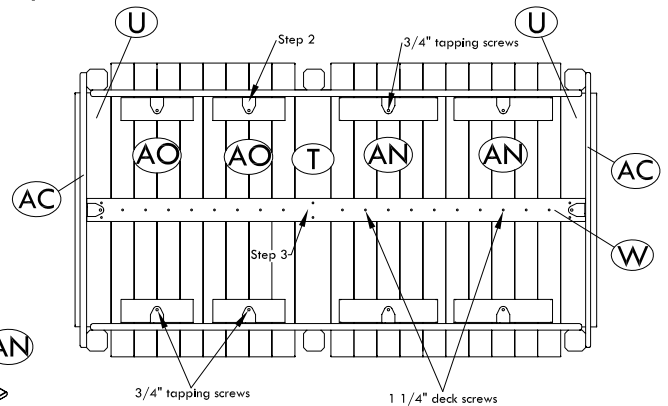 U
U
Step 2
3/4" tapping screws
AO
AO
T
AN
AN
AC
AC
Step 3
W
AN
3/4" tapping screws
1 1/4" deck screws